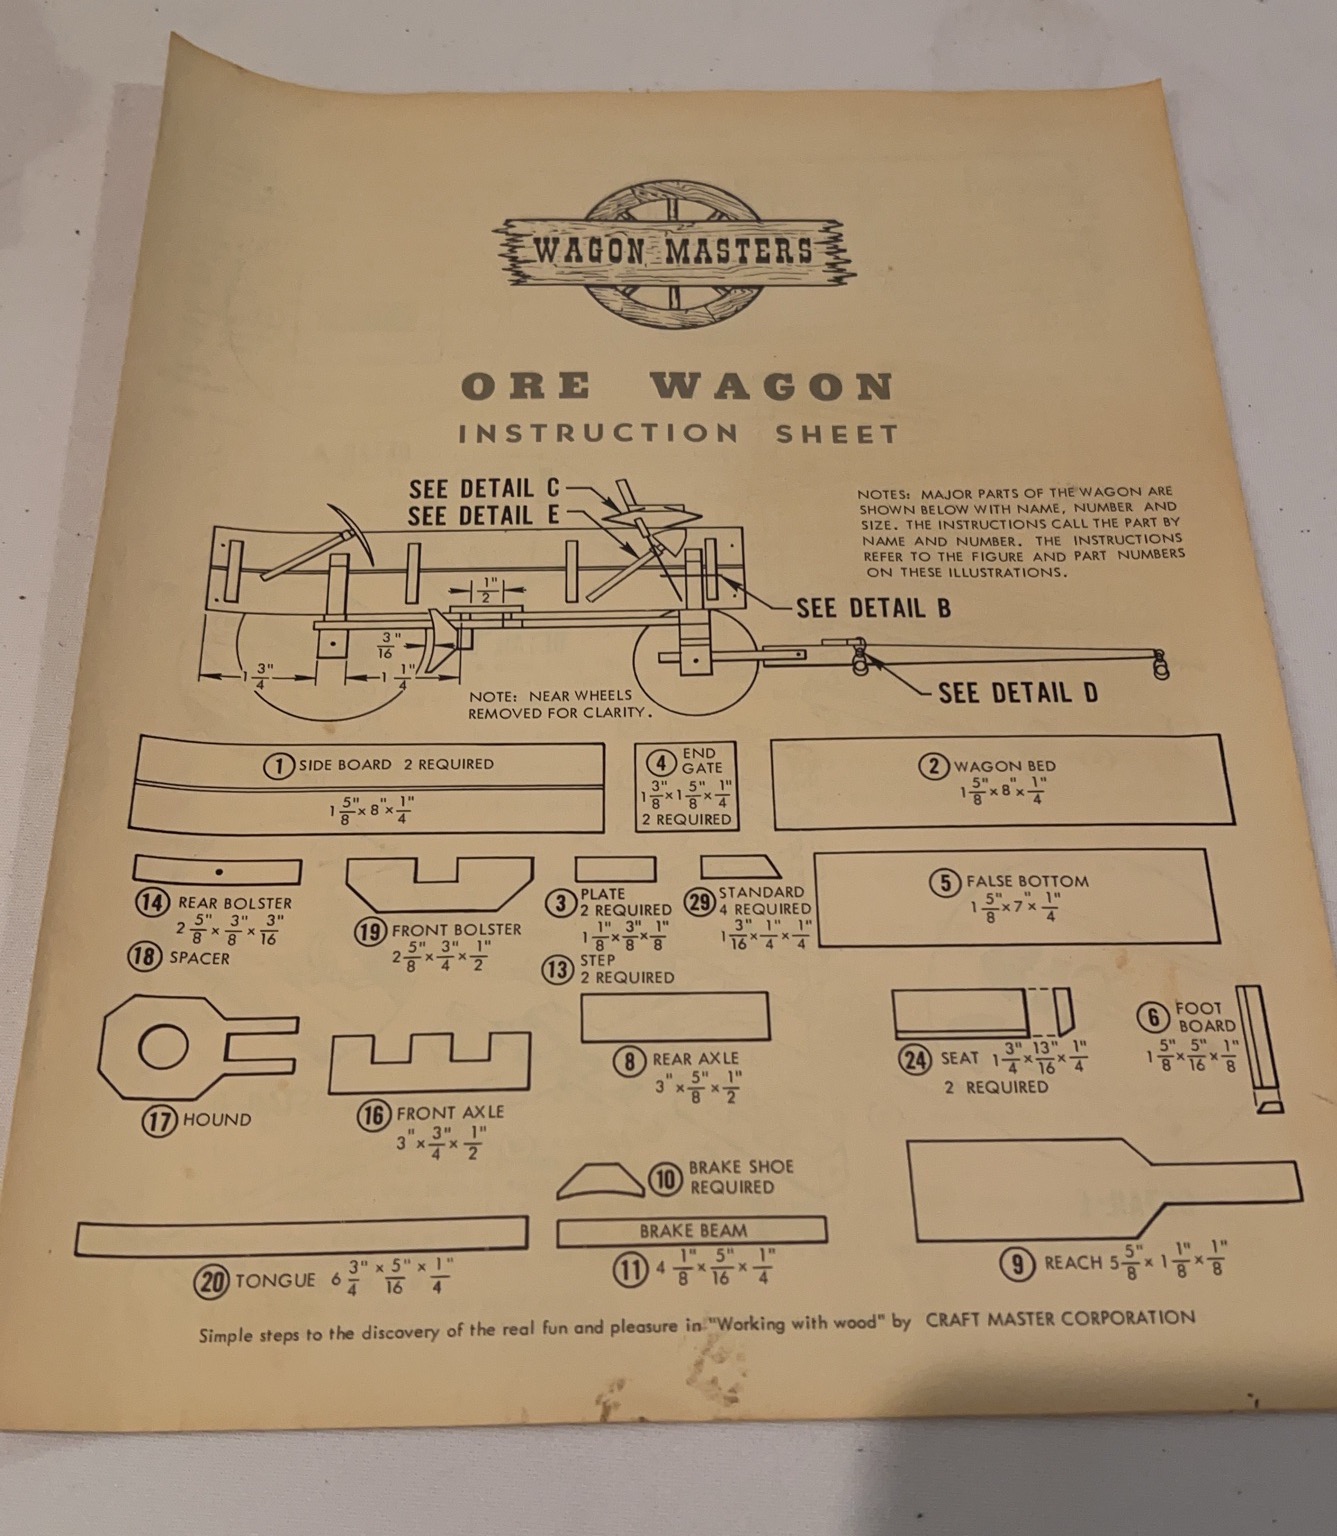 WAGON MASTERS
ORE WAGON
INSTRUCTION SHEET
SEE DETAIL C
SEE DETAIL E
NOTES: MAJOR PARTS OF THE WAGON ARE
SHOWN BELOW WITH NAME, NUMBER AND
SIZE. THE INSTRUCTIONS CALL THE PART BY
NAME AND NUMBER. THE INSTRUCTIONS
REFER TO THE FIGURE AND PART NUMBERS
ON THESE ILLUSTRATIONS.
1/2"
SEE DETAIL B
3/16"
1 3/4"
1 1/4"
SEE DETAIL D
NOTE: NEAR WHEELS
REMOVED FOR CLARITY.
1 SIDE BOARD 2 REQUIRED
1 5/8" x 8" x 1/4"
4 END
GATE
1 3/8" x 1 5/8" x 1/4"
2 REQUIRED
2 WAGON BED
1 5/8" x 8" x 1/4"
14 REAR BOLSTER
2 5/8" x 3/8" x 3/16"
18 SPACER
19 FRONT BOLSTER
2 5/8" x 3/4" x 1/2"
3 PLATE
2 REQUIRED
1 1/8" x 3/8" x 1/8"
13 STEP
2 REQUIRED
29 STANDARD
4 REQUIRED
1 3/16" x 1/4" x 1/4"
5 FALSE BOTTOM
1 5/8" x 7" x 1/4"
17 HOUND
16 FRONT AXLE
3" x 3/4" x 1/2"
8 REAR AXLE
3" x 5/8" x 1/2"
24 SEAT 1 3/4" x 13/16" x 1/4"
2 REQUIRED
6 FOOT
BOARD
1 5/8" x 5/16" x 1/8"
10 BRAKE SHOE
REQUIRED
20 TONGUE 6 3/4" x 5/16" x 1/4"
BRAKE BEAM
11 4 1/8" x 5/16" x 1/4"
9 REACH 5 5/8" x 1 1/8" x 1/8"
Simple steps to the discovery of the real fun and pleasure in "Working with wood" by CRAFT MASTER CORPORATION